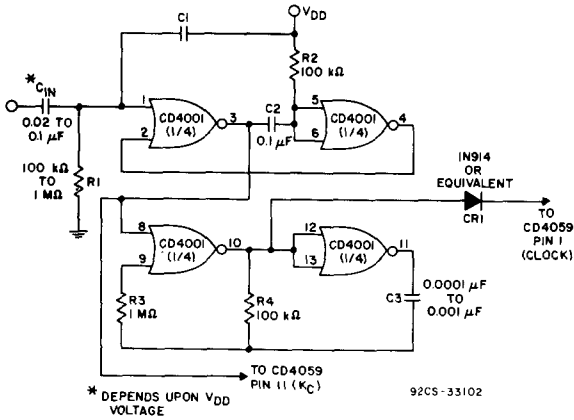 C1
VDD
R2
100 kΩ
*CIN
0.02 TO
0.1 μF
1
2
CD4001
(1/4)
3
C2
0.1 μF
5
6
CD4001
(1/4)
4
100 kΩ
TO
1 MΩ
R1
IN914
OR
EQUIVALENT
CR1
TO
CD4059
PIN 1
(CLOCK)
8
9
CD4001
(1/4)
10
12
13
CD4001
(1/4)
11
R3
1 MΩ
R4
100 kΩ
C3
0.0001 μF
TO
0.001 μF
TO CD4059
PIN 11 (KC)
* DEPENDS UPON VDD
VOLTAGE
92CS-33102